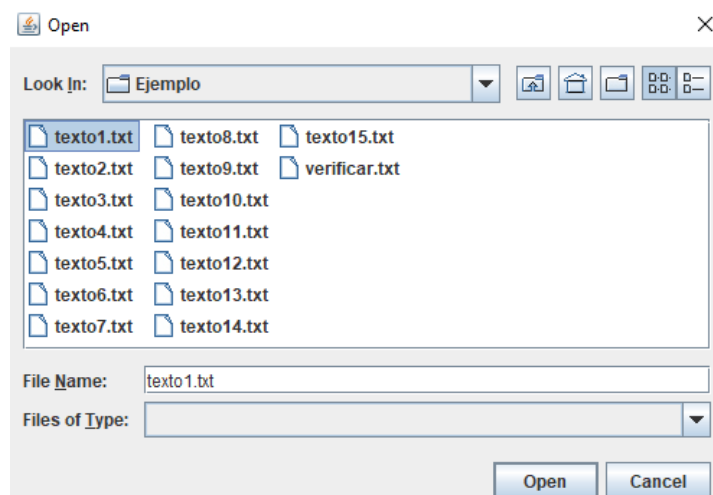 Open
Look In: Ejemplo
texto1.txt texto8.txt texto15.txt
texto2.txt texto9.txt verificar.txt
texto3.txt texto10.txt
texto4.txt texto11.txt
texto5.txt texto12.txt
texto6.txt texto13.txt
texto7.txt texto14.txt
File Name: texto1.txt
Files of Type:
Open Cancel